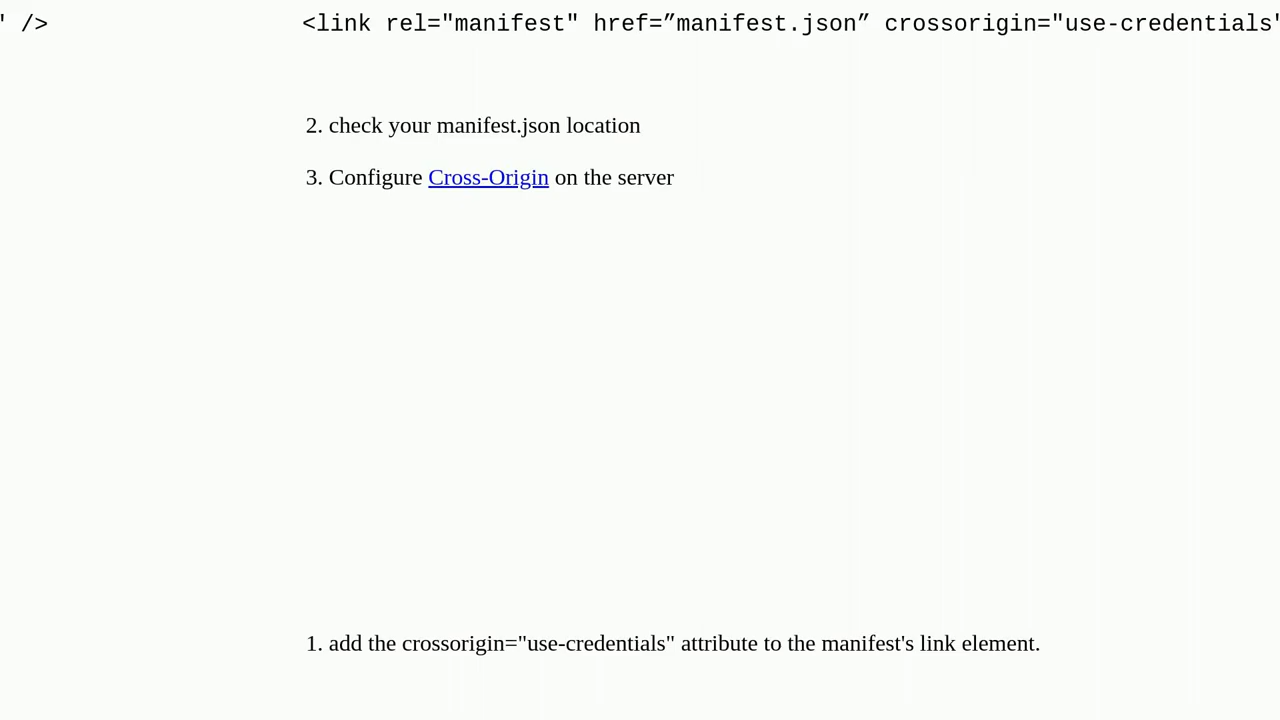 <link rel="manifest" href=”manifest.json” crossorigin="use-credentials" />
2. check your manifest.json location
3. Configure Cross-Origin on the server
1. add the crossorigin="use-credentials" attribute to the manifest's link element.